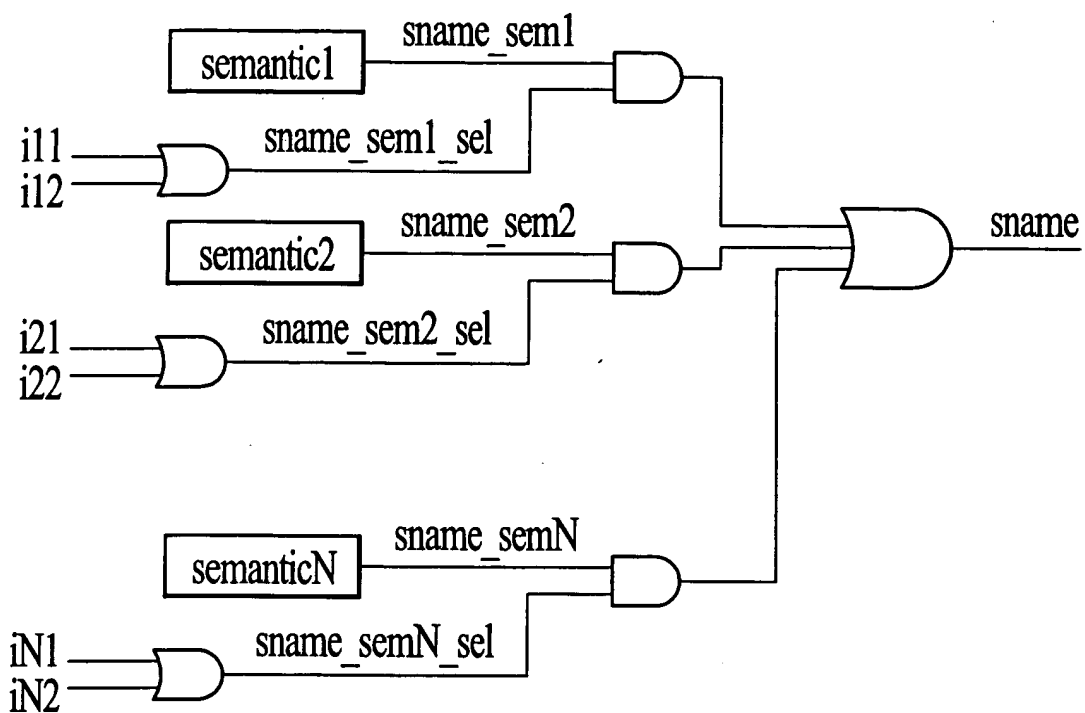 sname_sem1
semantic1
i11
sname_sem1_sel
i12
sname_sem2
sname
semantic2
i21
sname_sem2_sel
i22
sname_semN
semanticN
iN1
sname_semN_sel
iN2